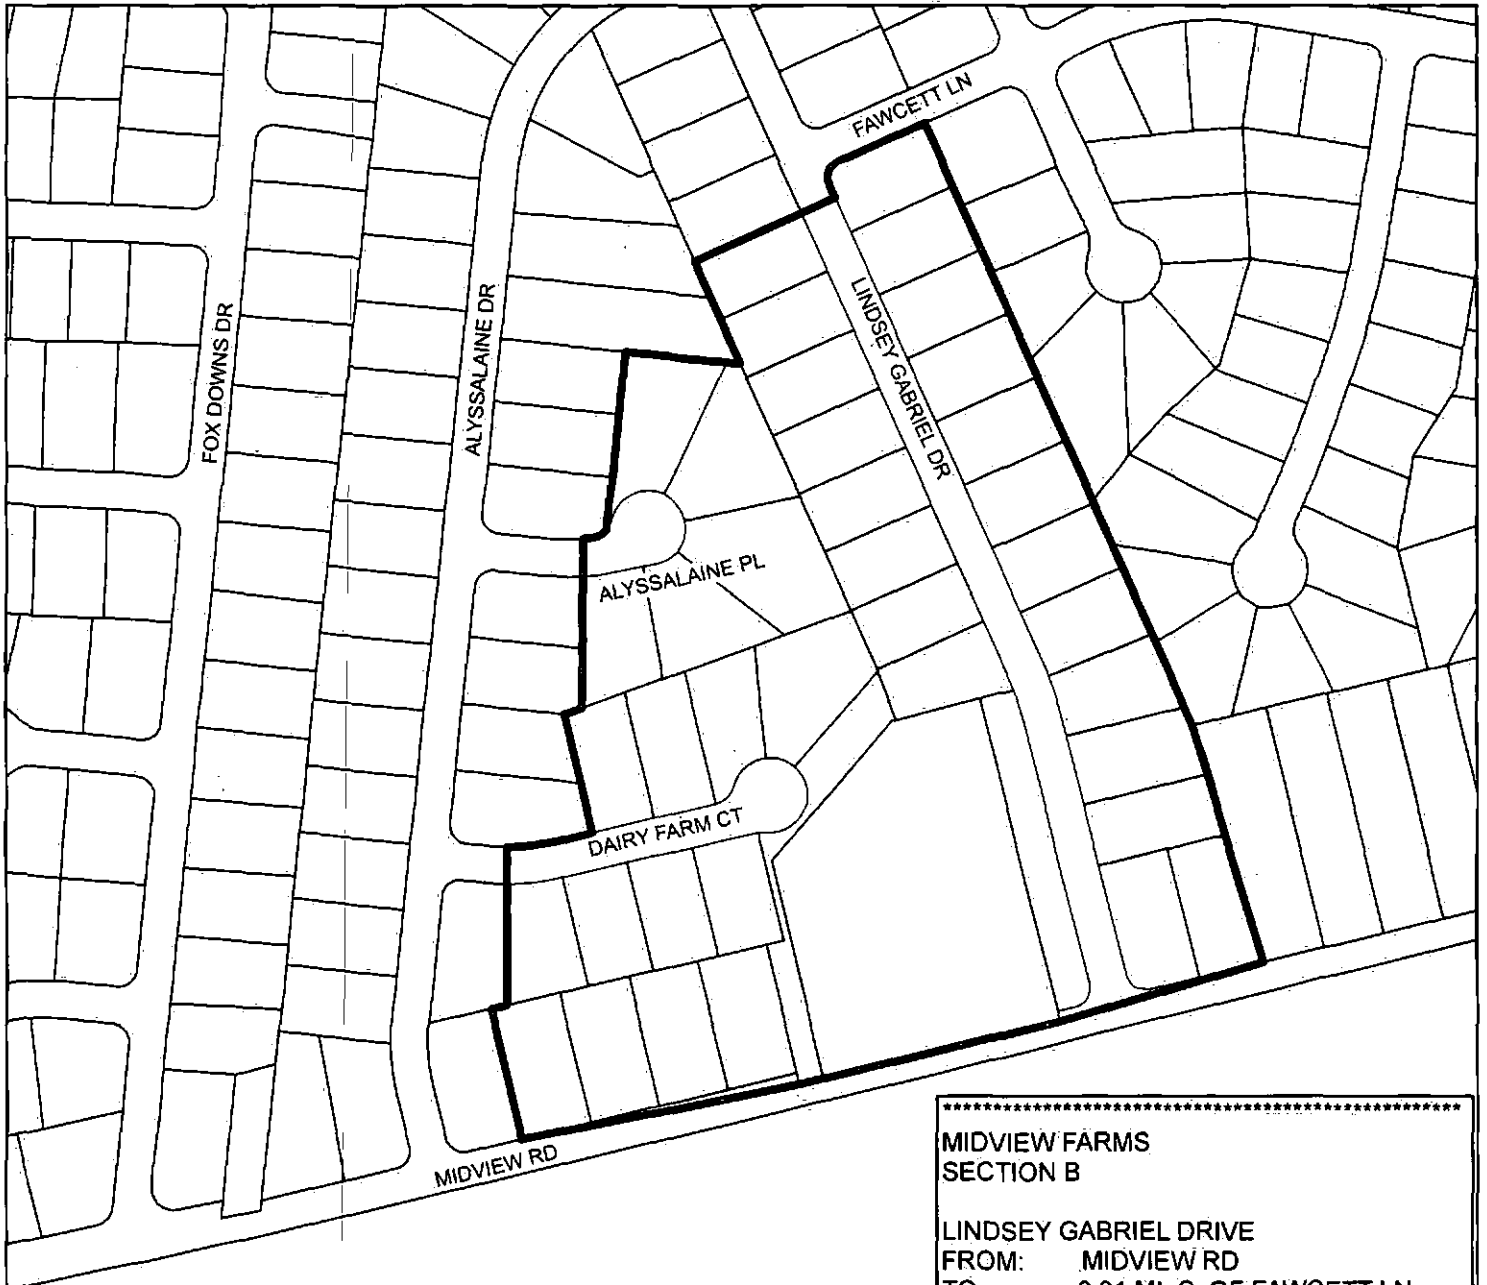 FAWCETT LN
LINDSEY GABRIEL DR
ALYSSALAINE DR
FOX DOWNS DR
ALYSSALAINE PL
DAIRY FARM CT
MIDVIEW RD
****************************************************
MIDVIEW FARMS
SECTION B
LINDSEY GABRIEL DRIVE
FROM: MIDVIEW RD